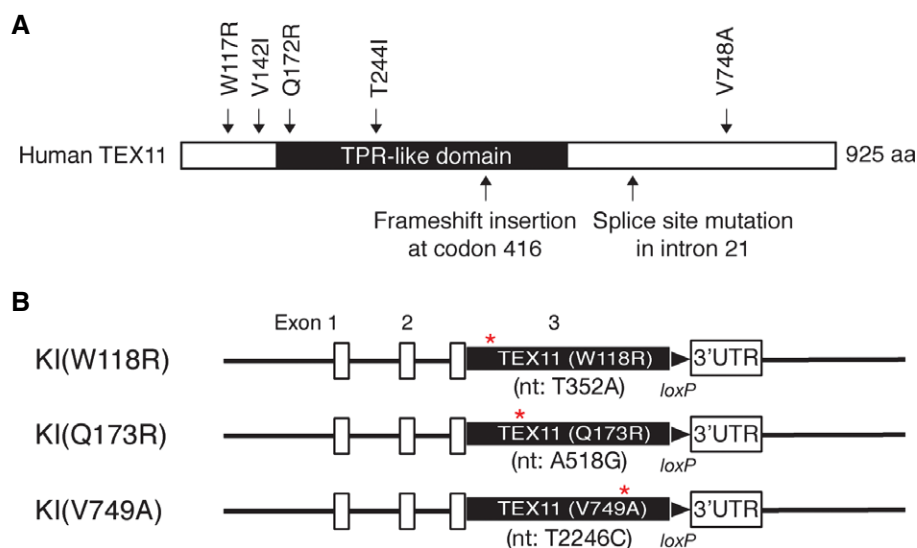 A
W117R
V142I
Q172R
T244I
V748A
Human TEX11
TPR-like domain
925 aa
Frameshift insertion
at codon 416
Splice site mutation
in intron 21
B
Exon 1 2 3
KI(W118R)
*
TEX11 (W118R)
3'UTR
(nt: T352A)
loxP
KI(Q173R)
*
TEX11 (Q173R)
3'UTR
(nt: A518G)
loxP
KI(V749A)
*
TEX11 (V749A)
3'UTR
(nt: T2246C)
loxP